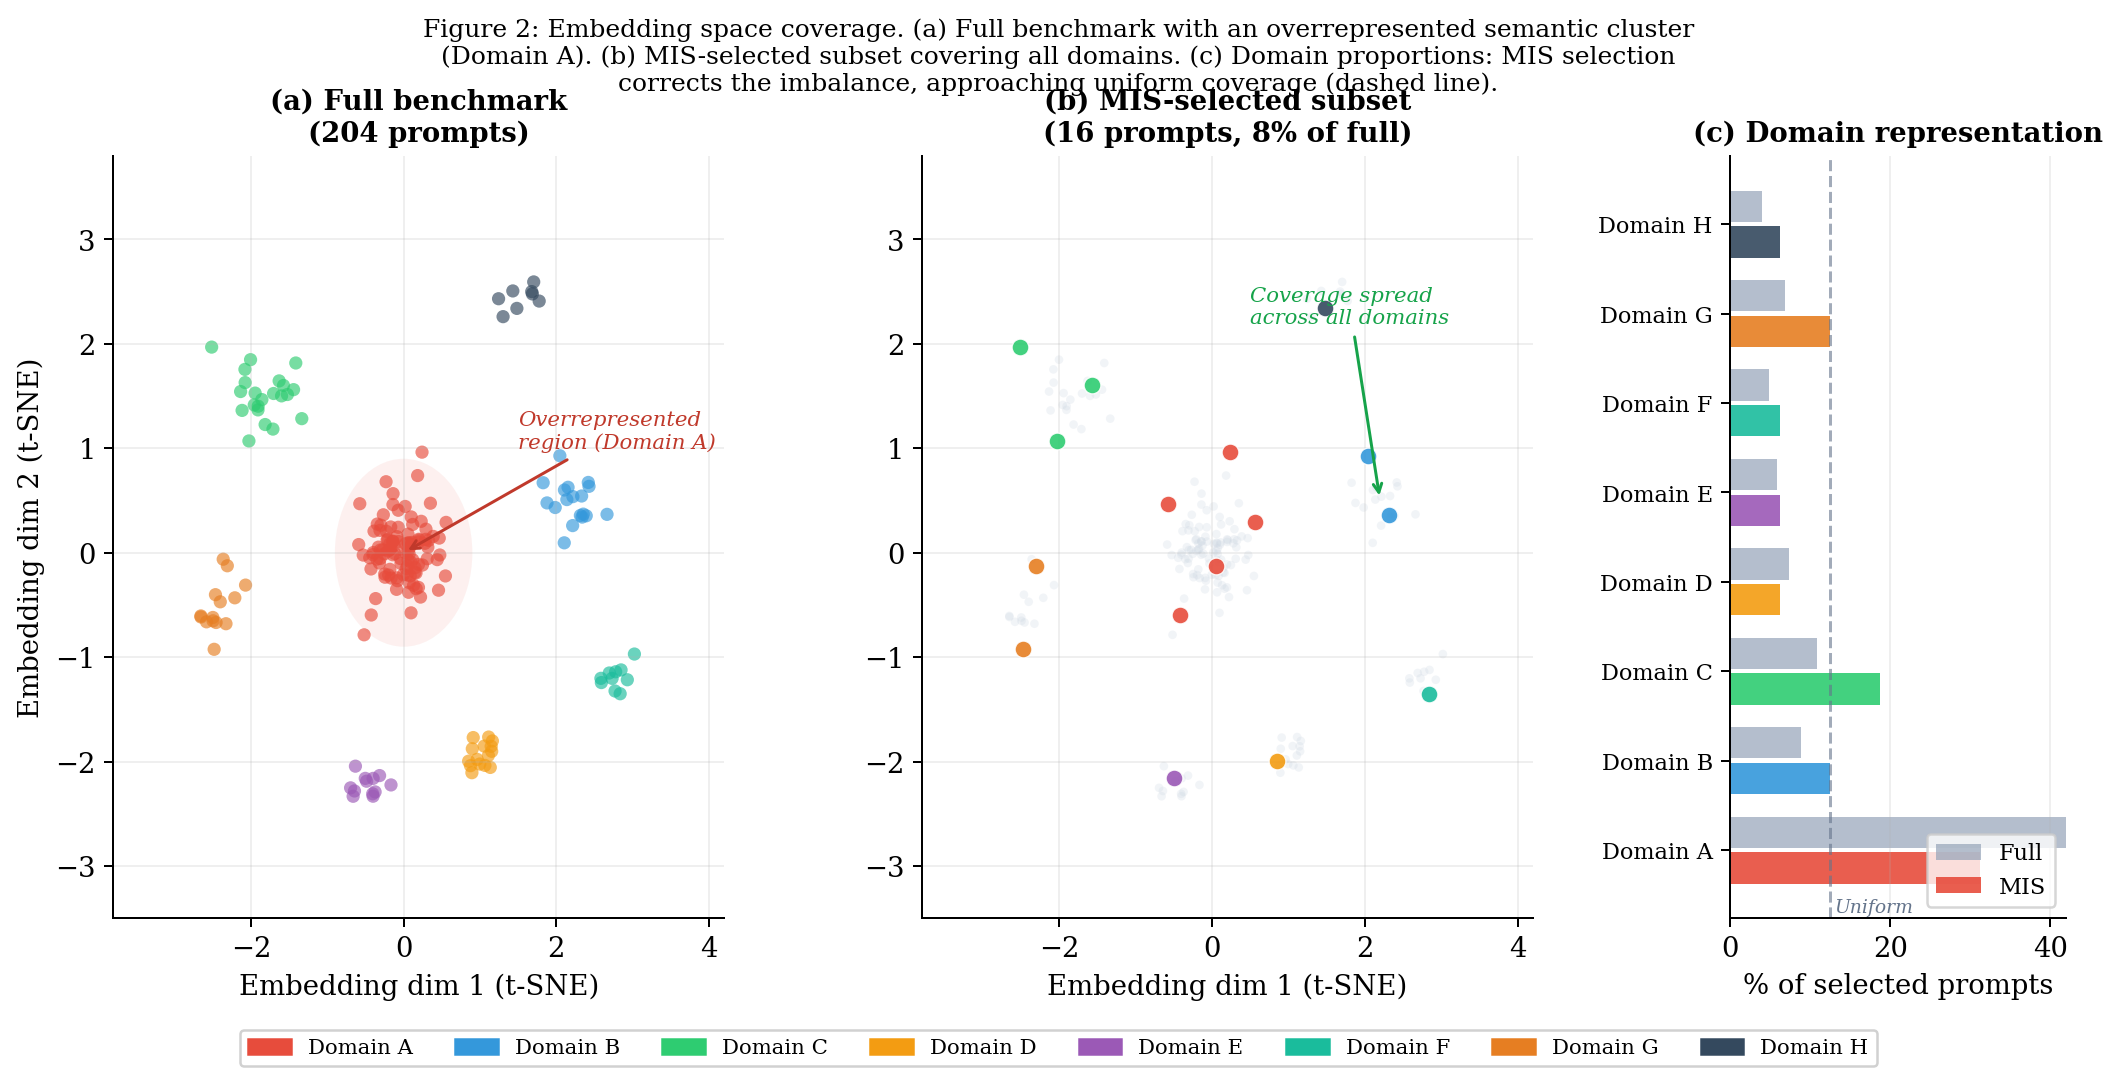 Figure 2: Embedding space coverage. (a) Full benchmark with an overrepresented semantic cluster
(Domain A). (b) MIS-selected subset covering all domains. (c) Domain proportions: MIS selection
corrects the imbalance, approaching uniform coverage (dashed line).
(a) Full benchmark
(204 prompts)
Embedding dim 2 (t-SNE)
3
2
1
0
−1
−2
−3
Overrepresented
region (Domain A)
−2
0
2
4
Embedding dim 1 (t-SNE)
(b) MIS-selected subset
(16 prompts, 8% of full)
3
2
1
0
−1
−2
−3
Coverage spread
across all domains
−2
0
2
4
Embedding dim 1 (t-SNE)
(c) Domain representation
Domain H
Domain G
Domain F
Domain E
Domain D
Domain C
Domain B
Domain A
Full
MIS
Uniform
0
20
40
% of selected prompts
Domain A
Domain B
Domain C
Domain D
Domain E
Domain F
Domain G
Domain H